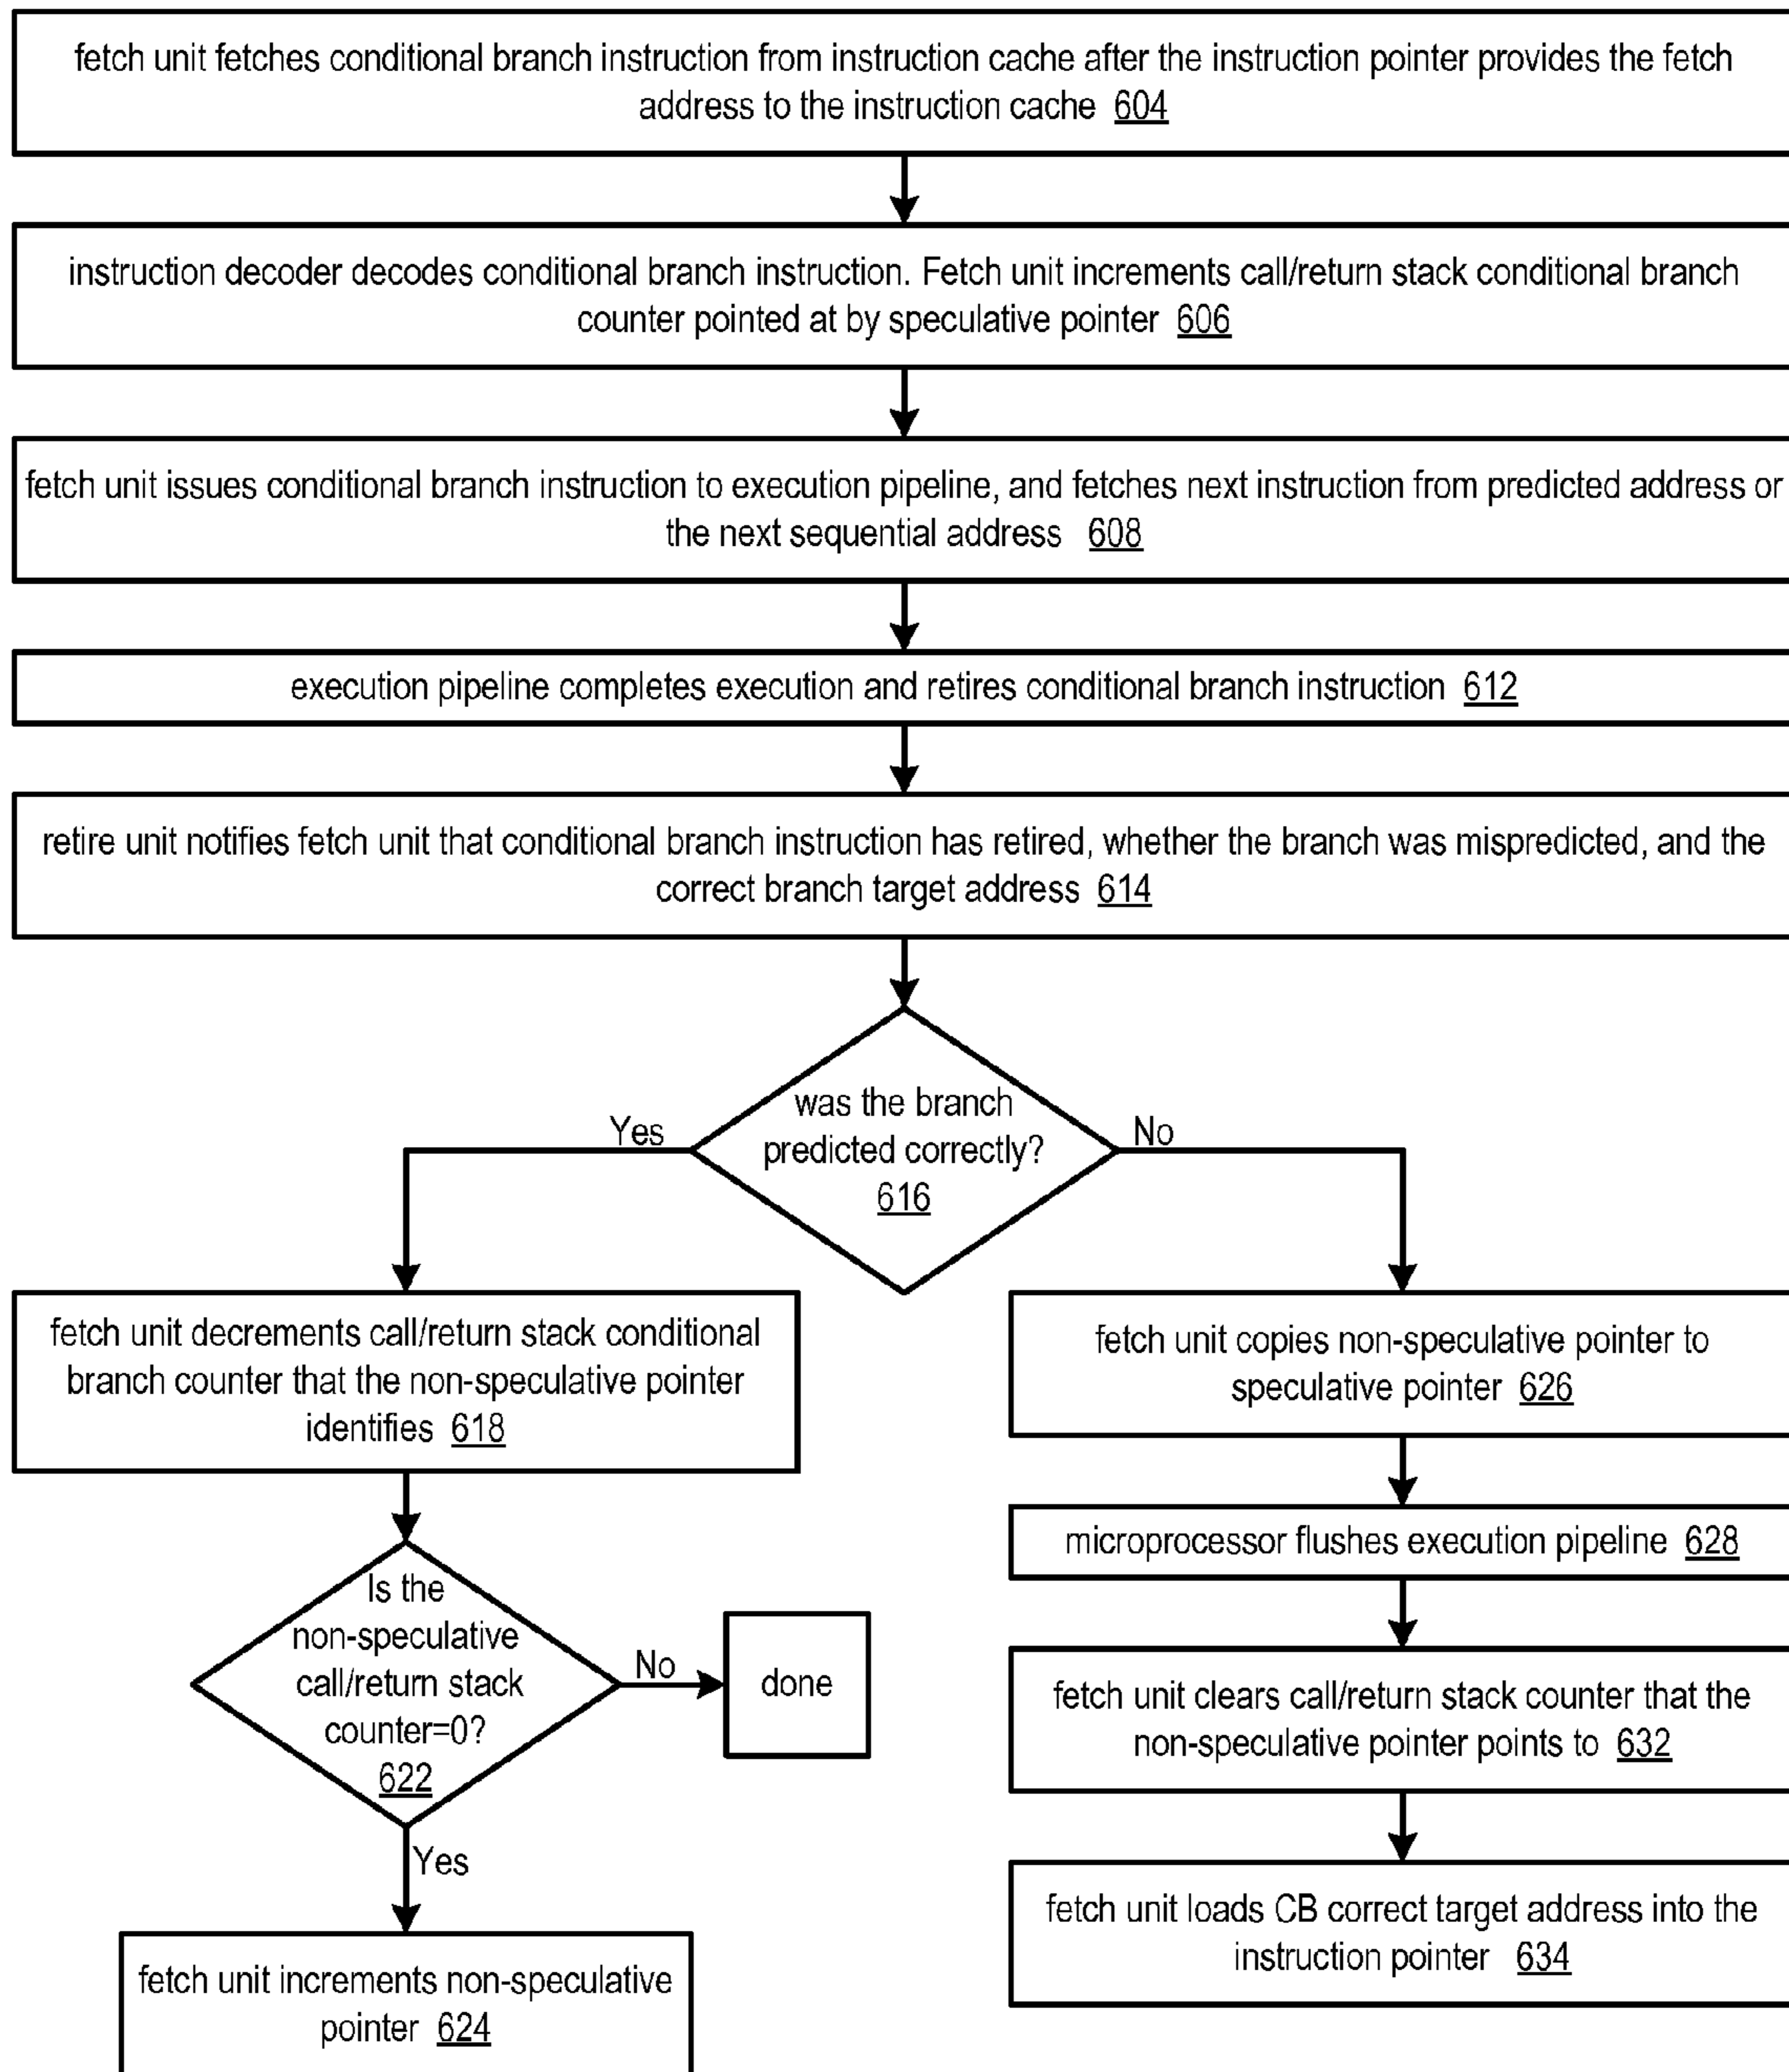 fetch unit fetches conditional branch instruction from instruction cache after the instruction pointer provides the fetch
address to the instruction cache 604
instruction decoder decodes conditional branch instruction. Fetch unit increments call/return stack conditional branch
counter pointed at by speculative pointer 606
fetch unit issues conditional branch instruction to execution pipeline, and fetches next instruction from predicted address or
the next sequential address 608
execution pipeline completes execution and retires conditional branch instruction 612
retire unit notifies fetch unit that conditional branch instruction has retired, whether the branch was mispredicted, and the
correct branch target address 614
was the branch
predicted correctly?
616
Yes
No
fetch unit decrements call/return stack conditional
branch counter that the non-speculative pointer
identifies 618
Is the
non-speculative
call/return stack
counter=0?
622
No
done
Yes
fetch unit increments non-speculative
pointer 624
fetch unit copies non-speculative pointer to
speculative pointer 626
microprocessor flushes execution pipeline 628
fetch unit clears call/return stack counter that the
non-speculative pointer points to 632
fetch unit loads CB correct target address into the
instruction pointer 634